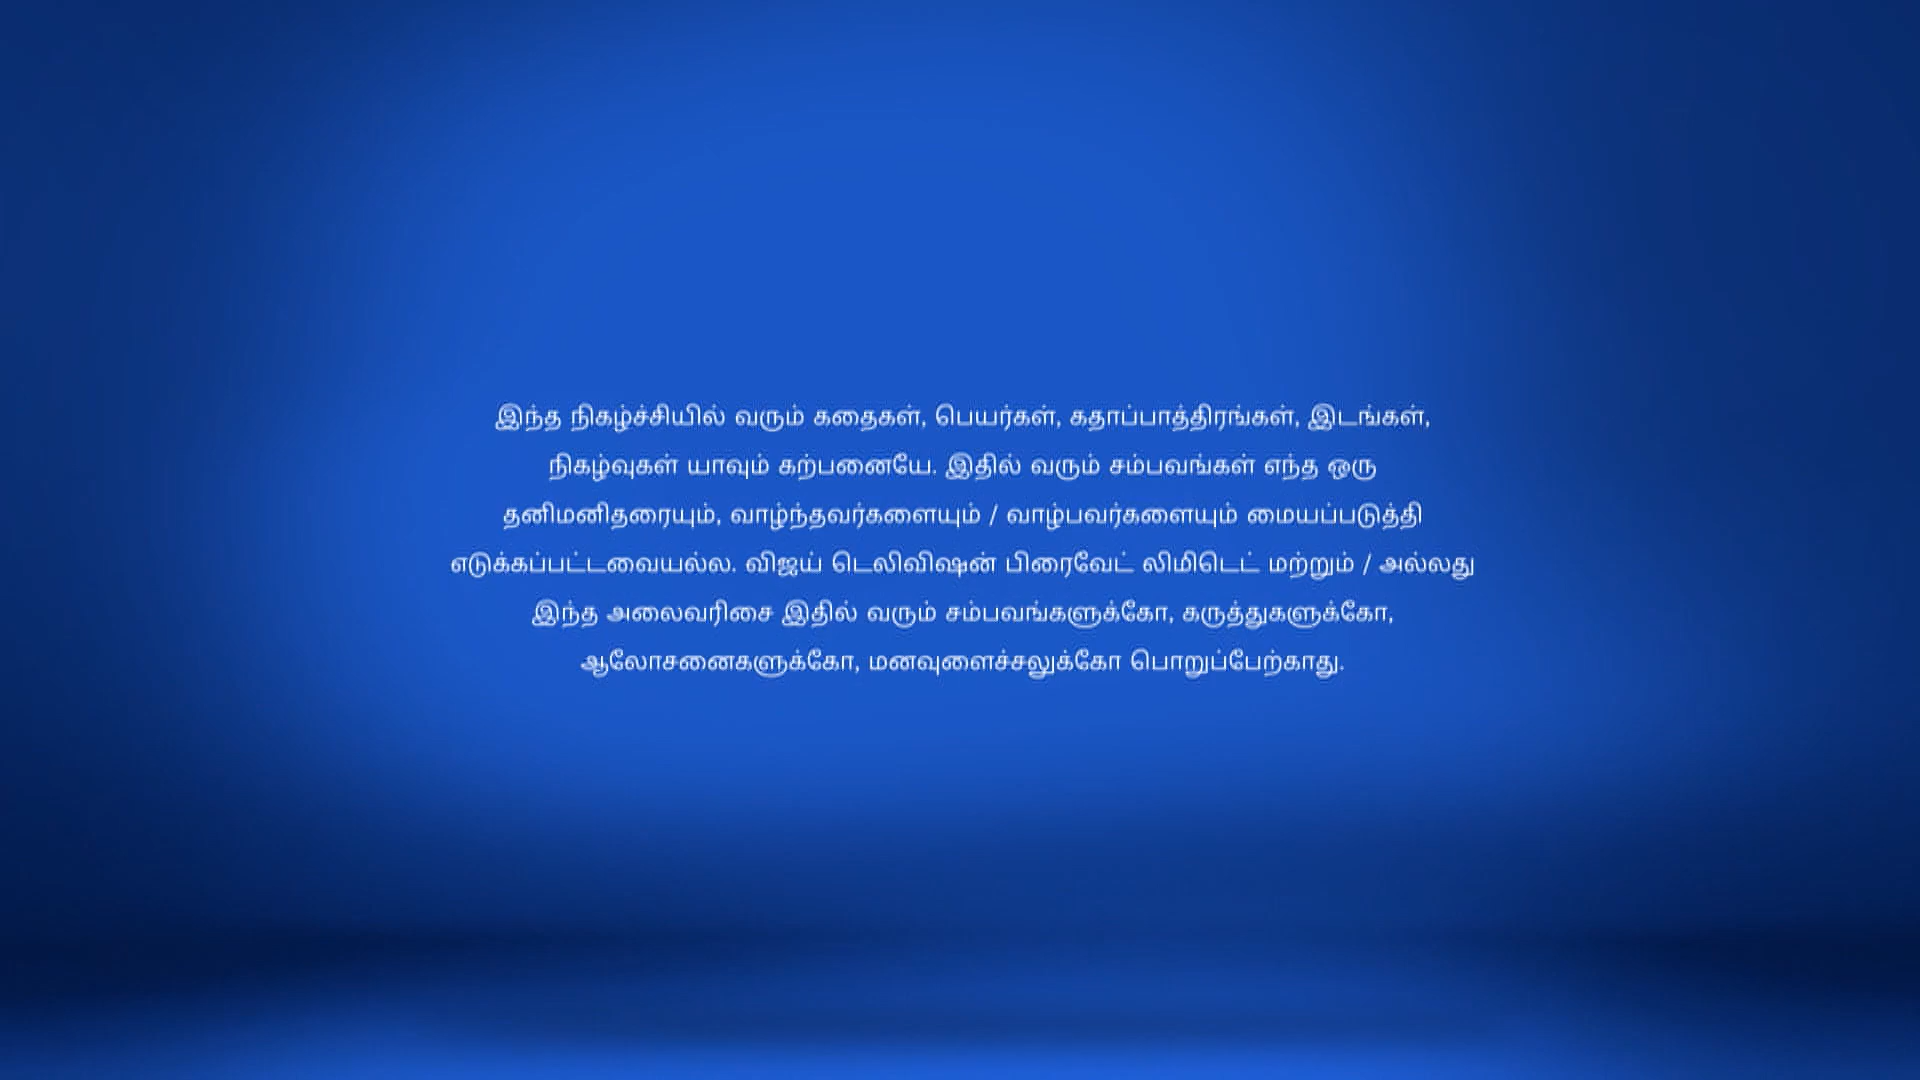 இந்த நிகழ்ச்சியில் வரும் கதைகள், பெயர்கள், கதாப்பாத்திரங்கள், இடங்கள்,
நிகழ்வுகள் யாவும் கற்பனையே. இதில் வரும் சம்பவங்கள் எந்த ஒரு
தனிமனிதரையும், வாழ்ந்தவர்களையும் / வாழ்பவர்களையும் மையப்படுத்தி
எடுக்கப்பட்டவையல்ல. விஜய் டெலிவிஷன் பிரைவேட் லிமிடெட் மற்றும் / அல்லது
இந்த அலைவரிசை இதில் வரும் சம்பவங்களுக்கோ, கருத்துகளுக்கோ,
ஆலோசனைகளுக்கோ, மனவுளைச்சலுக்கோ பொறுப்பேற்காது.